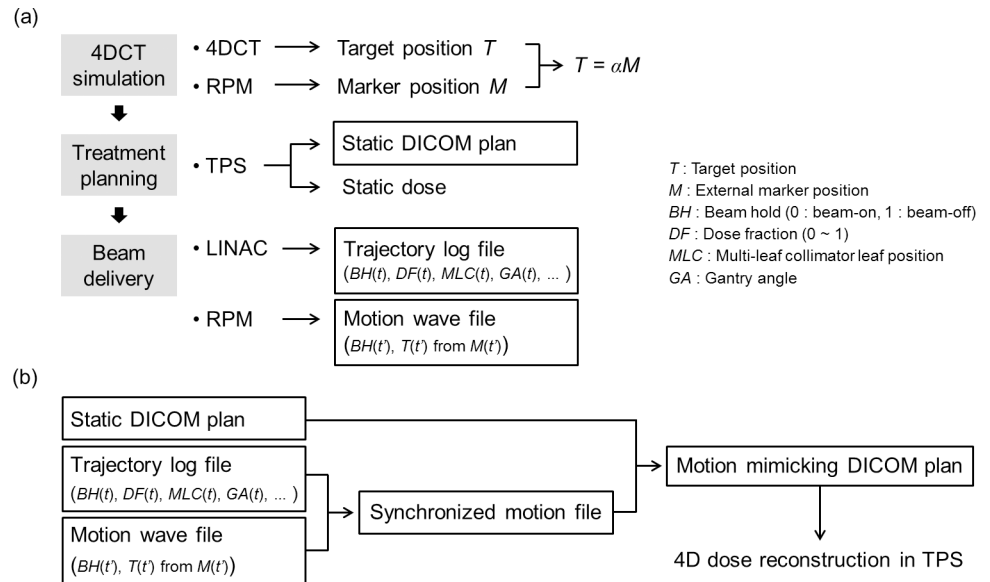 (a)
4DCT
simulation
• 4DCT
Target position T
• RPM
Marker position M
T = αM
Treatment
planning
• TPS
Static DICOM plan
Static dose
Beam
delivery
• LINAC
Trajectory log file
(BH(t), DF(t), MLC(t), GA(t), ... )
• RPM
Motion wave file
(BH(t’), T(t’) from M(t’))
T : Target position
M : External marker position
BH : Beam hold (0 : beam-on, 1 : beam-off)
DF : Dose fraction (0 ~ 1)
MLC : Multi-leaf collimator leaf position
GA : Gantry angle
(b)
Static DICOM plan
Trajectory log file
(BH(t), DF(t), MLC(t), GA(t), ... )
Motion wave file
(BH(t’), T(t’) from M(t’))
Synchronized motion file
Motion mimicking DICOM plan
4D dose reconstruction in TPS